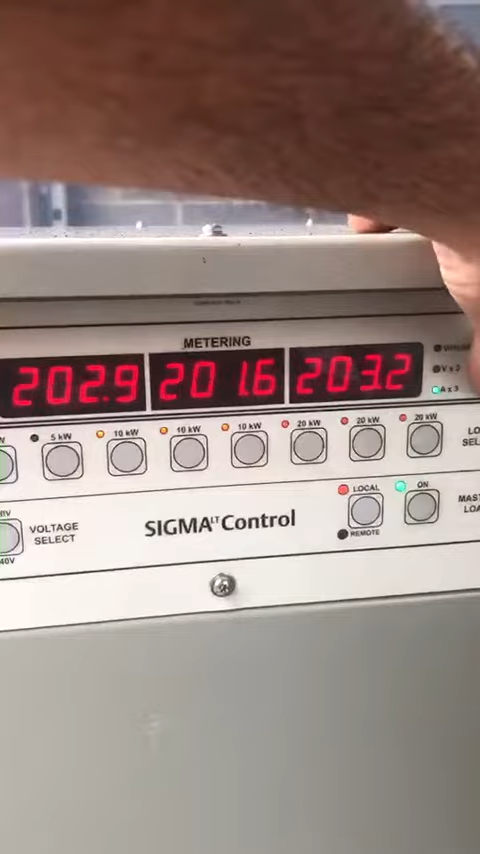 METERING
202.9 201.6 203.2
V x 3
A x 3
5 kW 10 kW 10 kW 10 kW 20 kW 20 kW 20 kW
LOCAL ON
VOLTAGE
SELECT
SIGMA LT Control
REMOTE